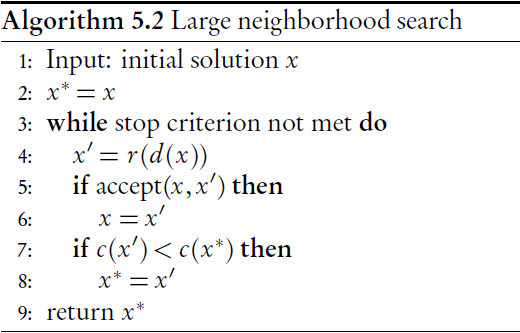 Algorithm 5.2 Large neighborhood search
1: Input: initial solution x
2: x* = x
3: while stop criterion not met do
4: x′ = r(d(x))
5: if accept(x, x′) then
6: x = x′
7: if c(x′) < c(x*) then
8: x* = x′
9: return x*